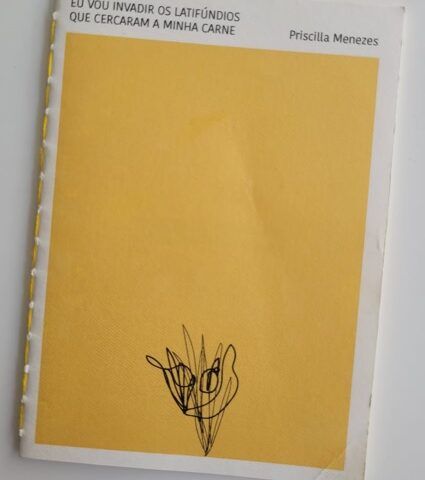 EU VOU INVADIR OS LATIFÚNDIOS
QUE CERCARAM A MINHA CARNE
Priscilla Menezes